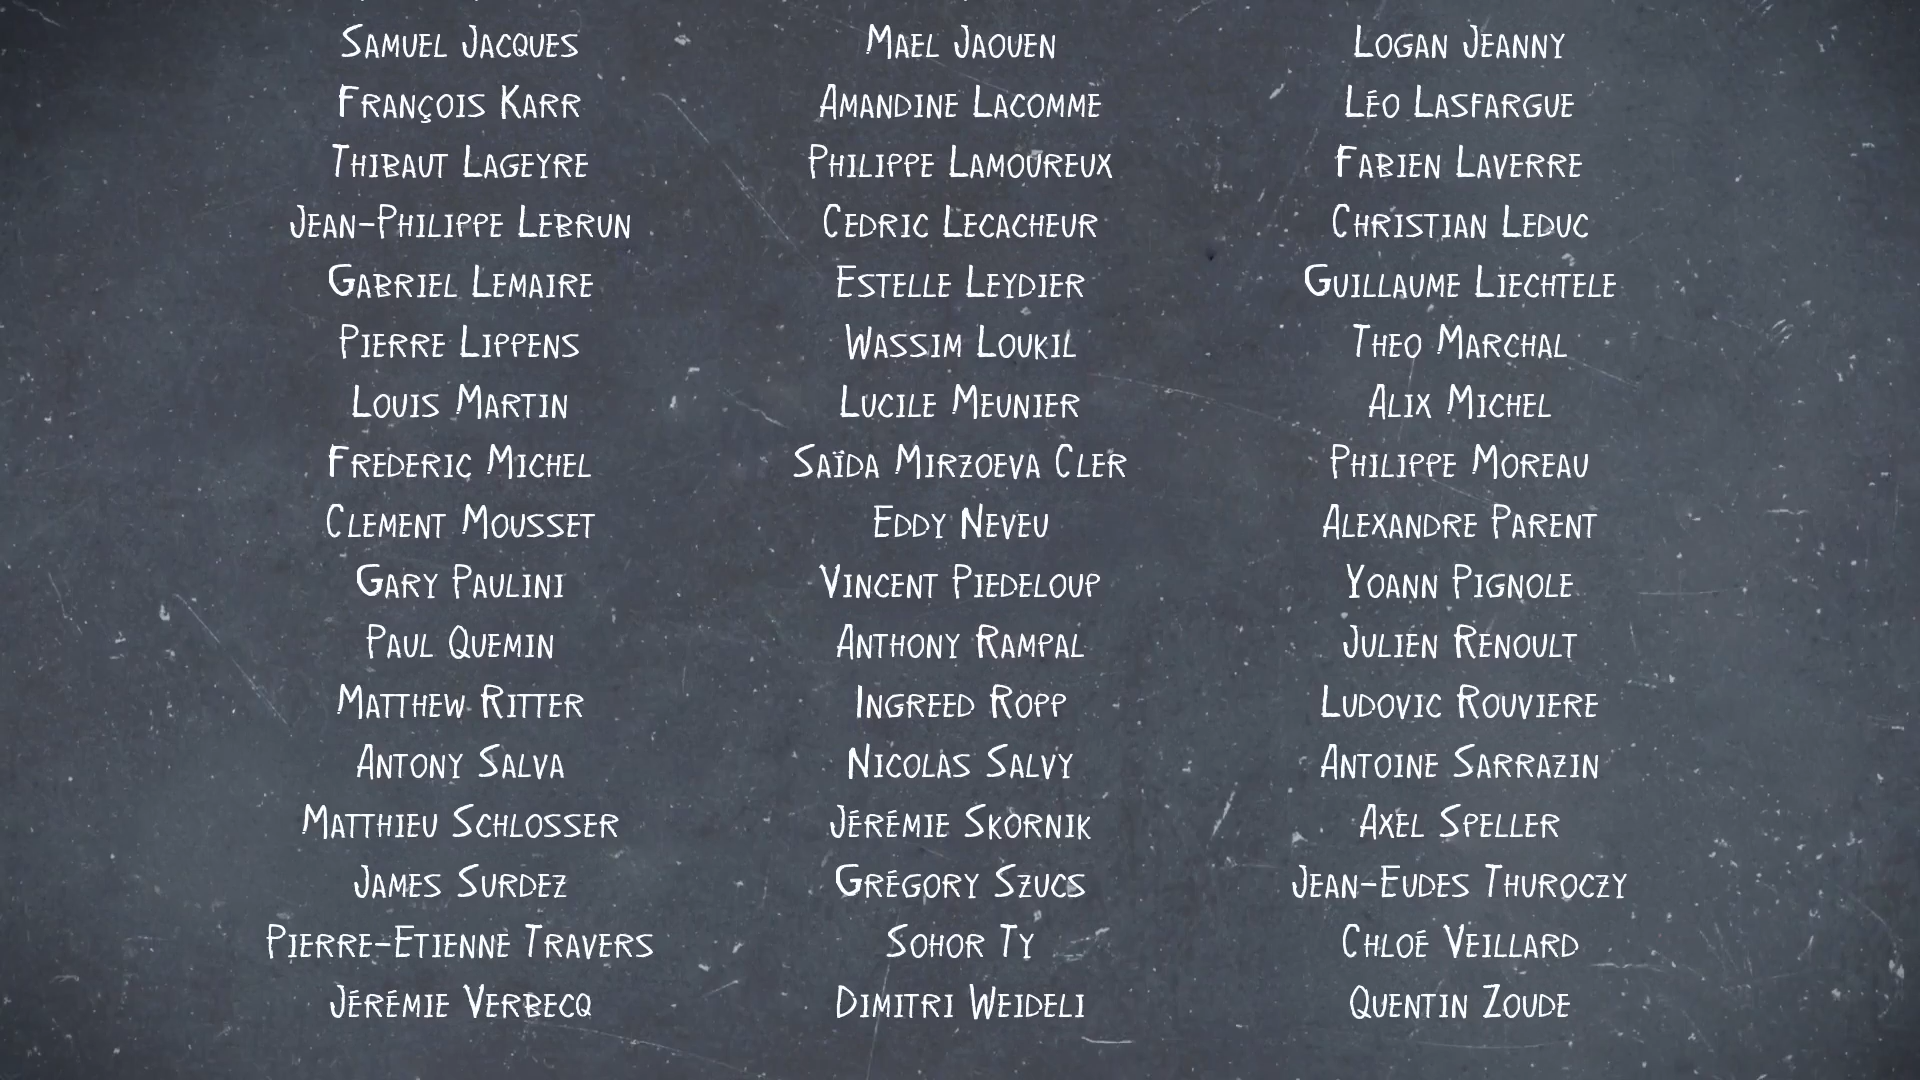 Samuel Jacques Mael Jaouen Logan Jeanny
François Karr Amandine Lacomme Léo Lasfargue
Thibaut Lageyre Philippe Lamoureux Fabien Laverre
Jean-Philippe Lebrun Cedric Lecacheur Christian Leduc
Gabriel Lemaire Estelle Leydier Guillaume Liechtele
Pierre Lippens Wassim Loukil Theo Marchal
Louis Martin Lucile Meunier Alix Michel
Frederic Michel Saïda Mirzoeva Cler Philippe Moreau
Clement Mousset Eddy Neveu Alexandre Parent
Gary Paulini Vincent Piedeloup Yoann Pignole
Paul Quemin Anthony Rampal Julien Renoult
Matthew Ritter Ingreed Ropp Ludovic Rouviere
Antony Salva Nicolas Salvy Antoine Sarrazin
Matthieu Schlosser Jérémie Skornik Axel Speller
James Surdez Grégory Szucs Jean-Eudes Thuroczy
Pierre-Etienne Travers Sohor Ty Chloé Veillard
Jérémie Verbecq Dimitri Weideli Quentin Zoude